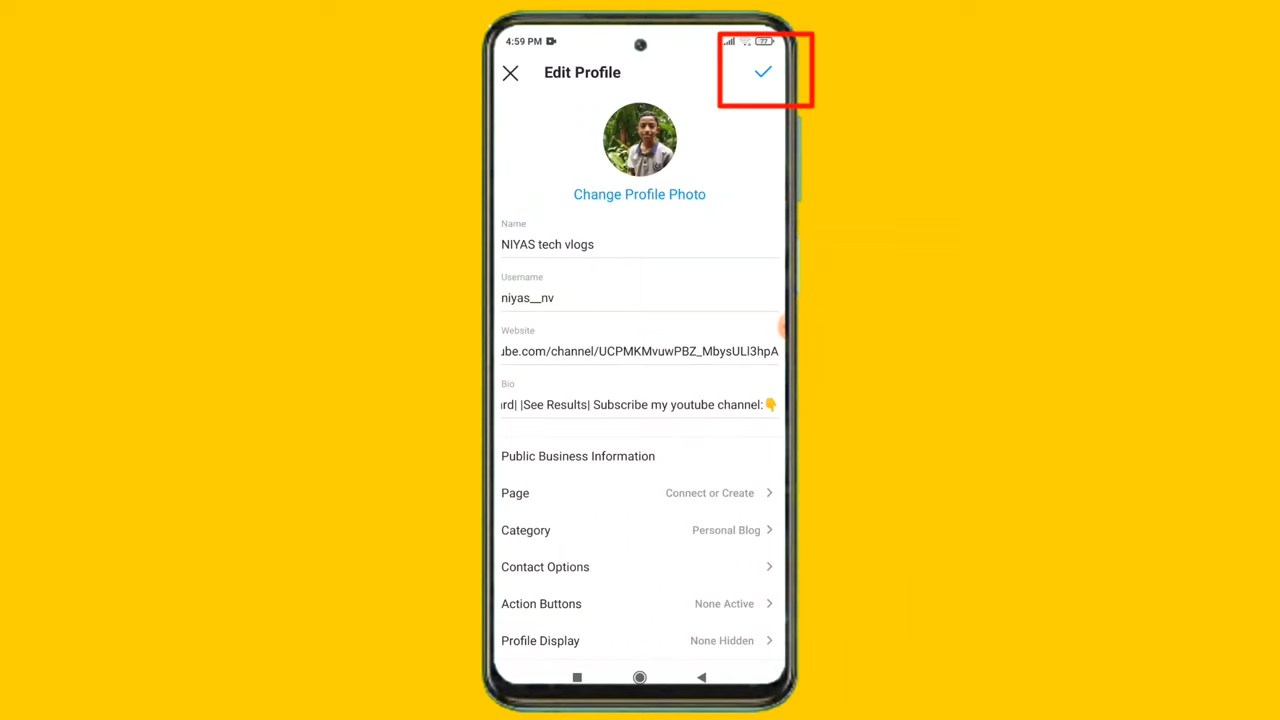 4:59 PM
77
Edit Profile
Change Profile Photo
Name
NIYAS tech vlogs
Username
niyas__nv
Website
ube.com/channel/UCPMKMvuwPBZ_MbysULl3hpA
Bio
rd| |See Results| Subscribe my youtube channel:👇
Public Business Information
Page Connect or Create
Category Personal Blog
Contact Options
Action Buttons None Active
Profile Display None Hidden